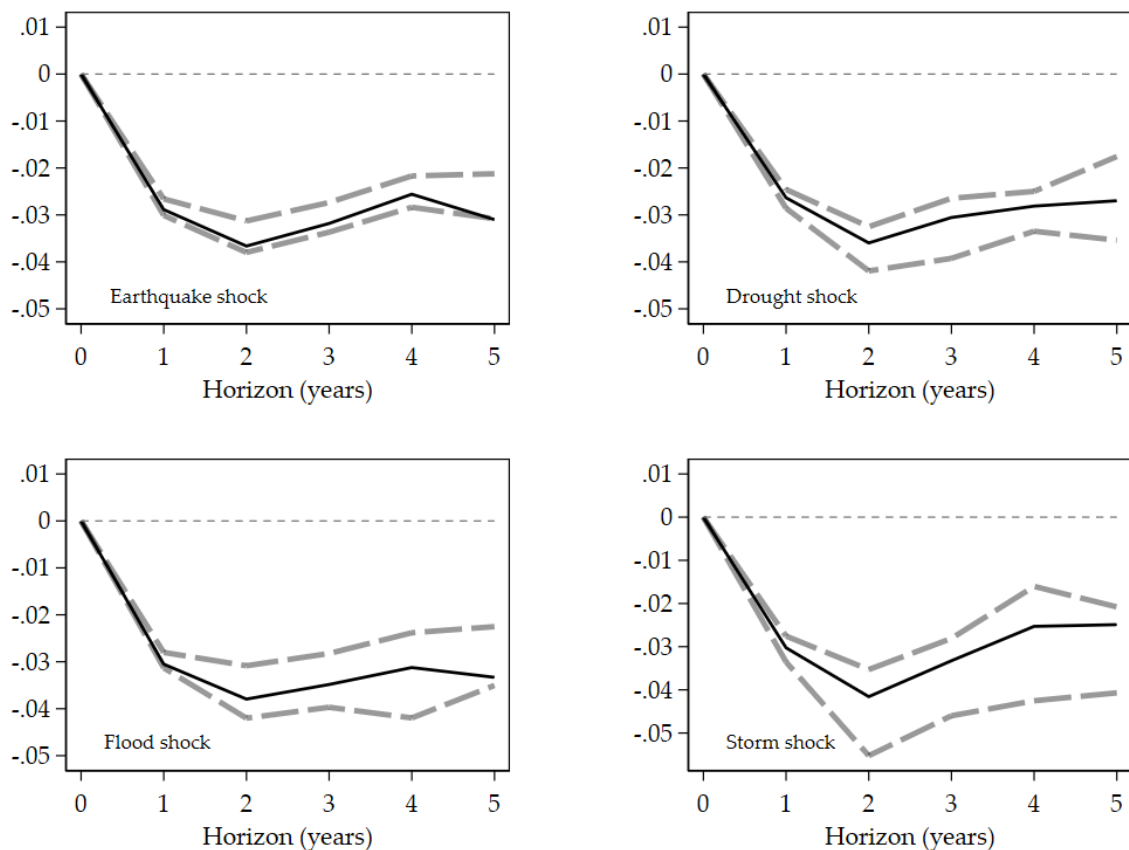 .01
0
-.01
-.02
-.03
-.04
-.05
Earthquake shock
0 1 2 3 4 5
Horizon (years)
.01
0
-.01
-.02
-.03
-.04
-.05
Drought shock
0 1 2 3 4 5
Horizon (years)
.01
0
-.01
-.02
-.03
-.04
-.05
Flood shock
0 1 2 3 4 5
Horizon (years)
.01
0
-.01
-.02
-.03
-.04
-.05
Storm shock
0 1 2 3 4 5
Horizon (years)